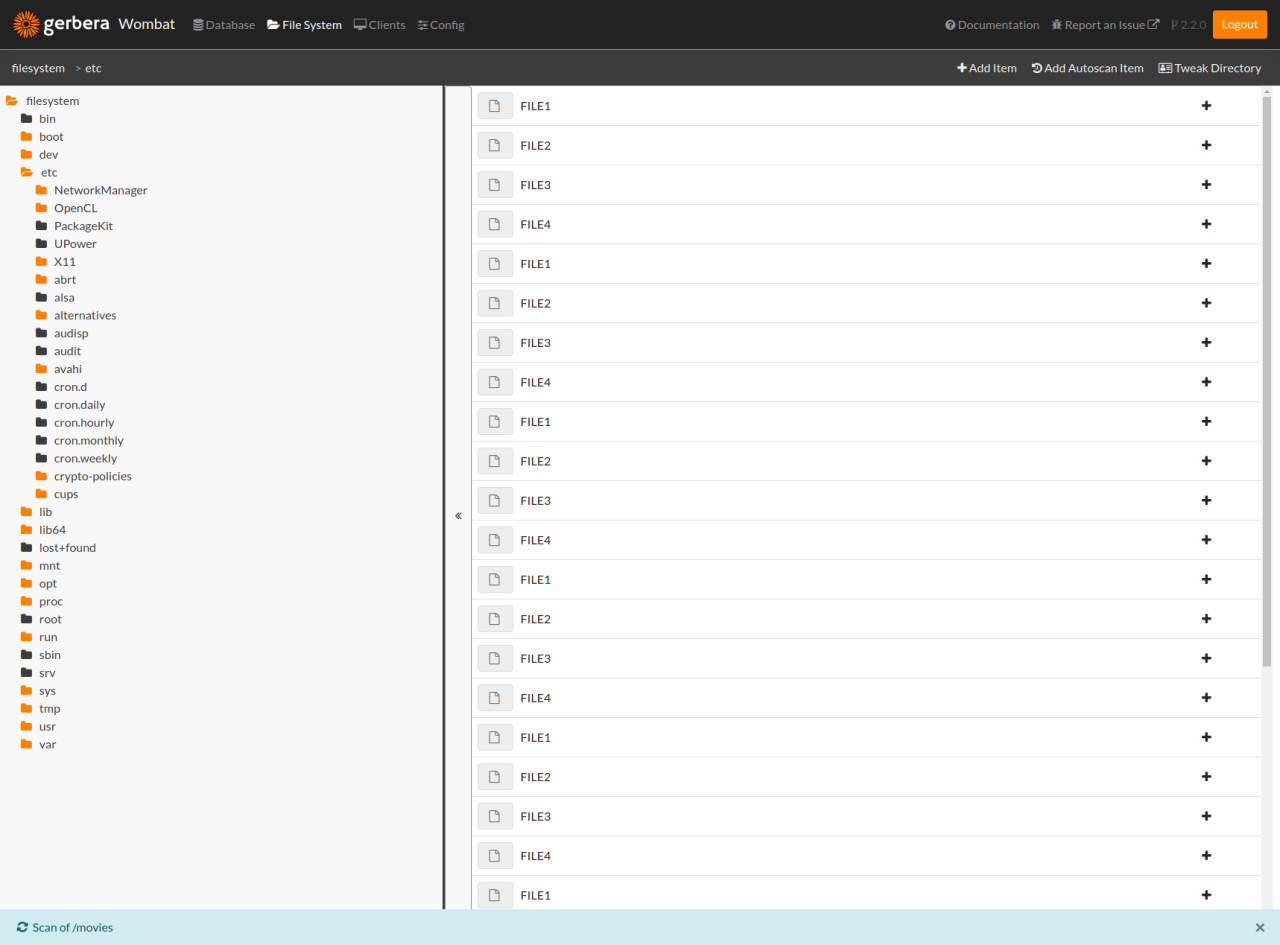 gerbera Wombat Database File System Clients Config Documentation Report an Issue 2.2.0 Logout
filesystem > etc + Add Item Add Autoscan Item Tweak Directory
filesystem
bin
boot
dev
etc
NetworkManager
OpenCL
PackageKit
UPower
X11
abrt
alsa
alternatives
audisp
audit
avahi
cron.d
cron.daily
cron.hourly
cron.monthly
cron.weekly
crypto-policies
cups
lib
lib64
lost+found
mnt
opt
proc
root
run
sbin
srv
sys
tmp
usr
var
«
FILE1
FILE2
FILE3
FILE4
FILE1
FILE2
FILE3
FILE4
FILE1
FILE2
FILE3
FILE4
FILE1
FILE2
FILE3
FILE4
FILE1
FILE2
FILE3
FILE4
FILE1
Scan of /movies ×